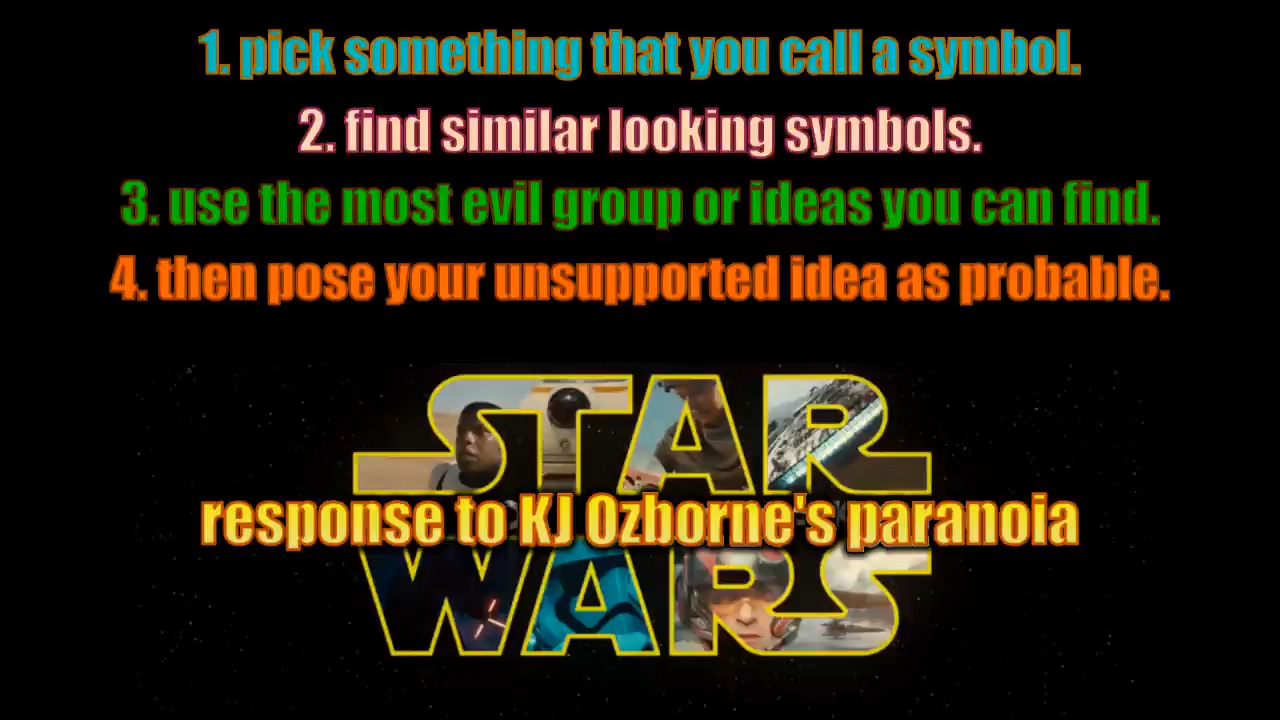 1. pick something that you call a symbol.
2. find similar looking symbols.
3. use the most evil group or ideas you can find.
4. then pose your unsupported idea as probable.
STAR
response to KJ Ozborne's paranoia
WARS